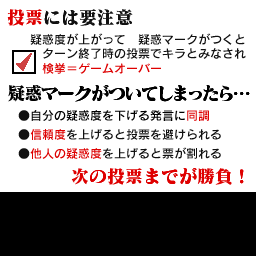 投票には要注意
疑惑度が上がって　疑惑マークがつくと
ターン終了時の投票でキラとみなされ
検挙＝ゲームオーバー
疑惑マークがついてしまったら…
●自分の疑惑度を下げる発言に同調
●信頼度を上げると投票を避けられる
●他人の疑惑度を上げると票が割れる
次の投票までが勝負！